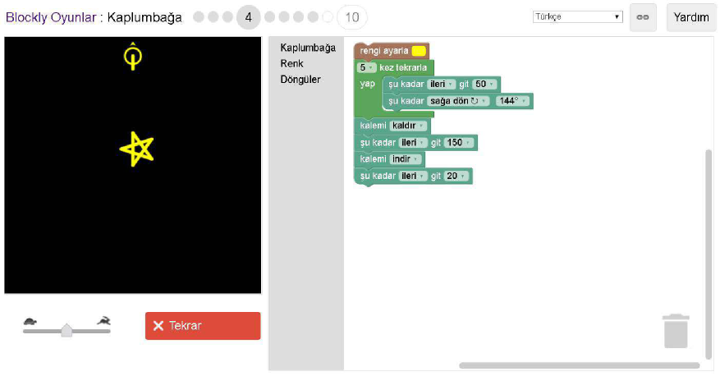 Blockly Oyunlar : Kaplumbağa 4 10 Türkçe Yardım
Kaplumbağa
Renk
Döngüler
rengi ayarla
5 kez tekrarla
yap şu kadar ileri git 50
şu kadar sağa dön ↻ 144°
kalemi kaldır
şu kadar ileri git 150
kalemi indir
şu kadar ileri git 20
Tekrar